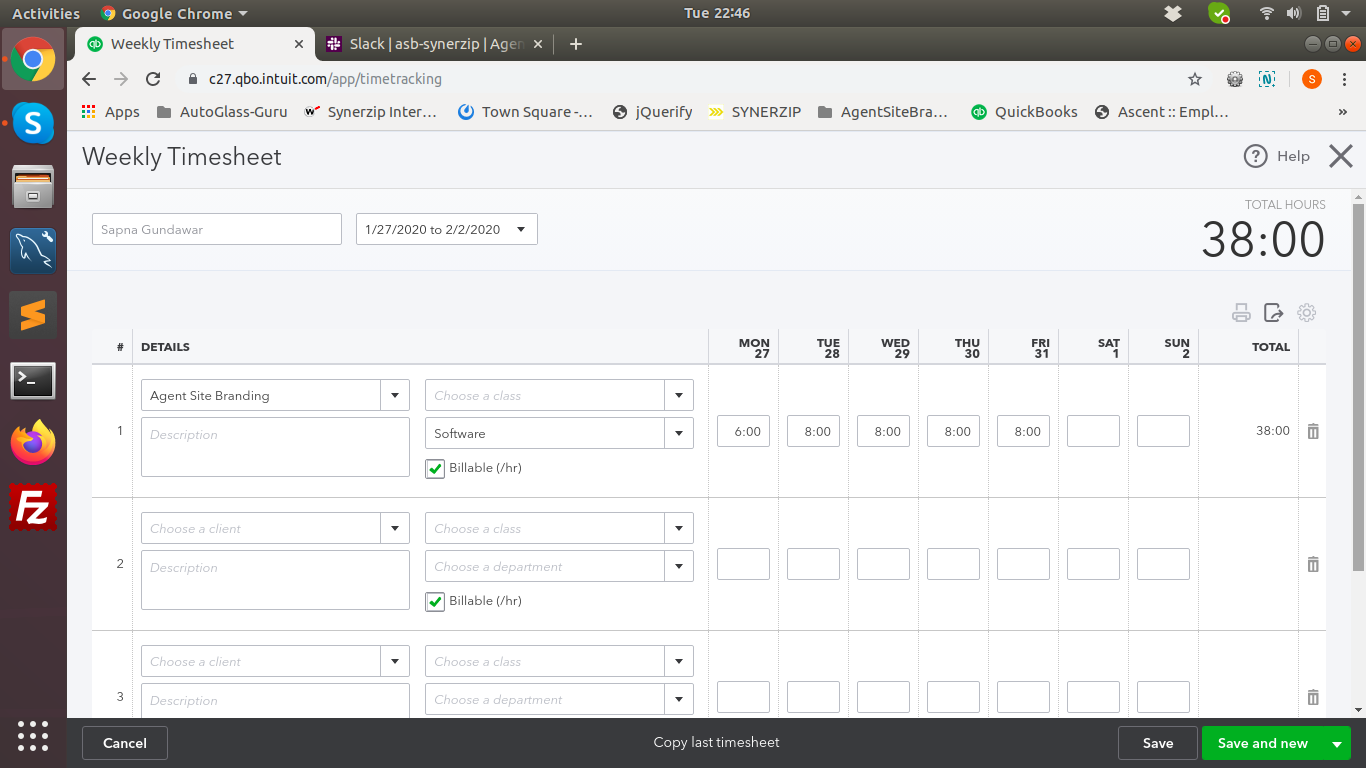 Activities Google Chrome Tue 22:46
Weekly Timesheet Slack | asb-synerzip | Agen
c27.qbo.intuit.com/app/timetracking S
Apps AutoGlass-Guru Synerzip Inter... Town Square -... jQuerify SYNERZIP AgentSiteBra... QuickBooks Ascent :: Empl... »
Weekly Timesheet ? Help
TOTAL HOURS
Sapna Gundawar 1/27/2020 to 2/2/2020 38:00
# DETAILS MON 27 TUE 28 WED 29 THU 30 FRI 31 SAT 1 SUN 2 TOTAL
Agent Site Branding Choose a class
1 Description Software 6:00 8:00 8:00 8:00 8:00 38:00
Billable (/hr)
Choose a client Choose a class
2 Description Choose a department
Billable (/hr)
Choose a client Choose a class
3 Description Choose a department
Cancel Copy last timesheet Save Save and new